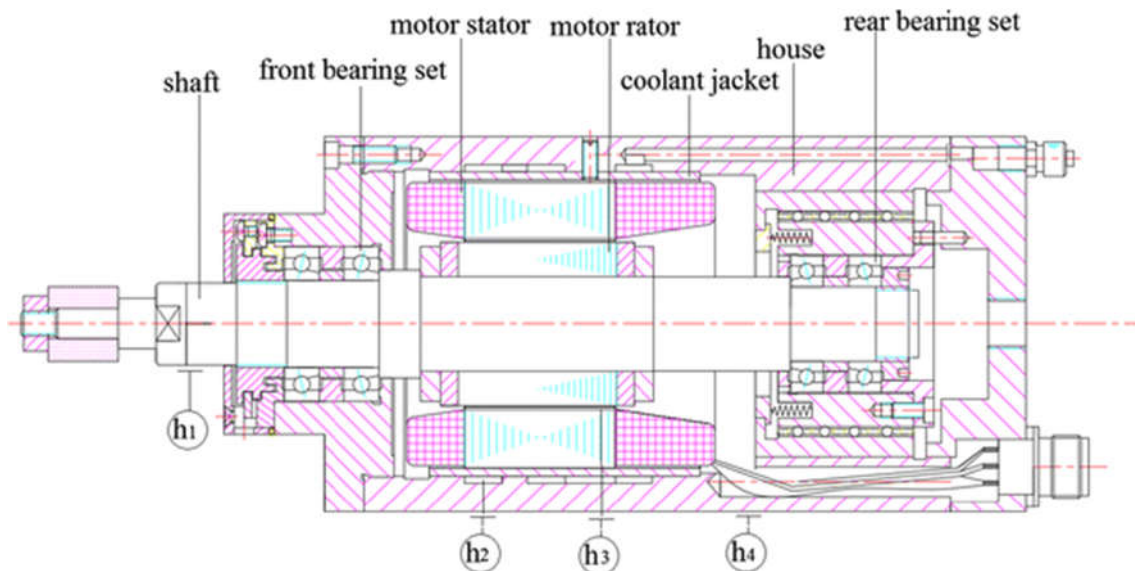 motor stator
motor rator
rear bearing set
house
front bearing set
coolant jacket
shaft
h1
h2
h3
h4